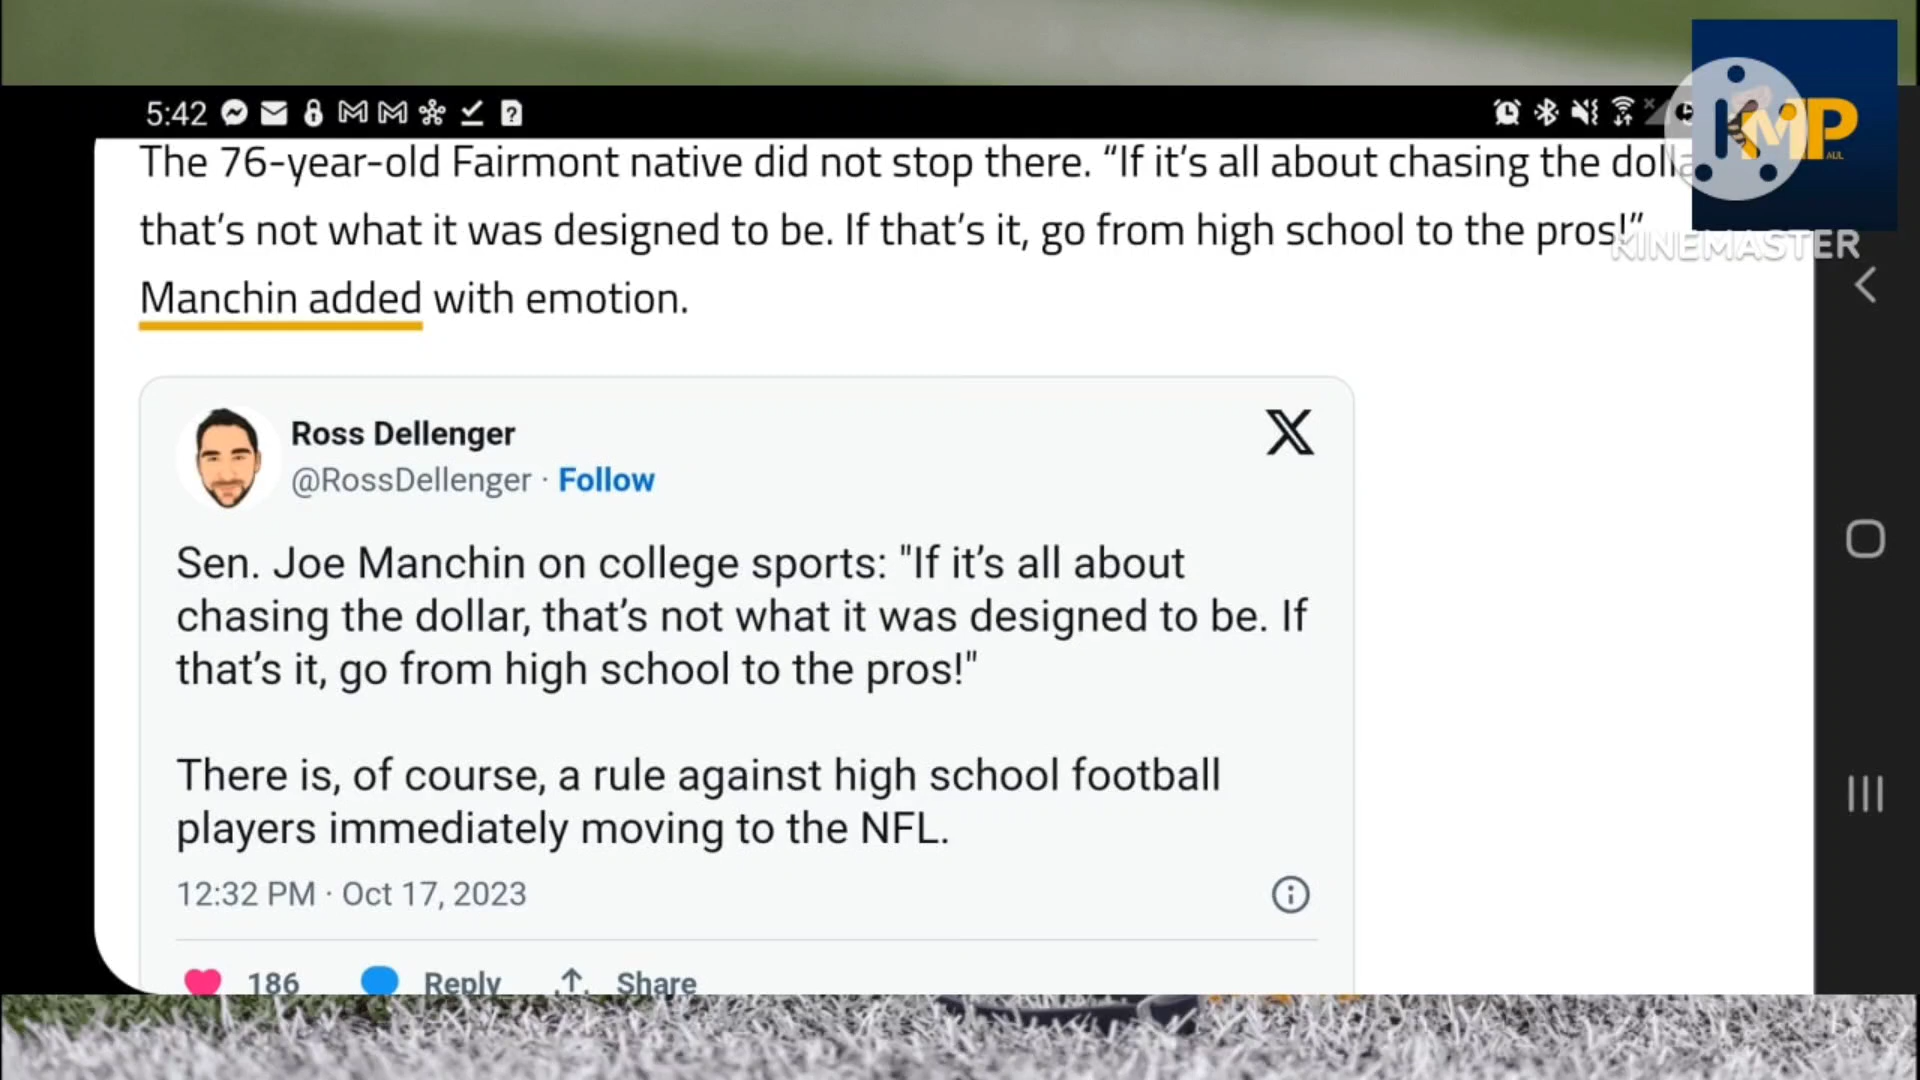 5:42
The 76-year-old Fairmont native did not stop there. “If it’s all about chasing the
that’s not what it was designed to be. If that’s it, go from high school to the pros!”
Manchin added with emotion.
KMP
AUL
KINEMASTER
Ross Dellenger
@RossDellenger · Follow
Sen. Joe Manchin on college sports: "If it’s all about
chasing the dollar, that’s not what it was designed to be. If
that’s it, go from high school to the pros!"
There is, of course, a rule against high school football
players immediately moving to the NFL.
12:32 PM · Oct 17, 2023
186 Reply Share